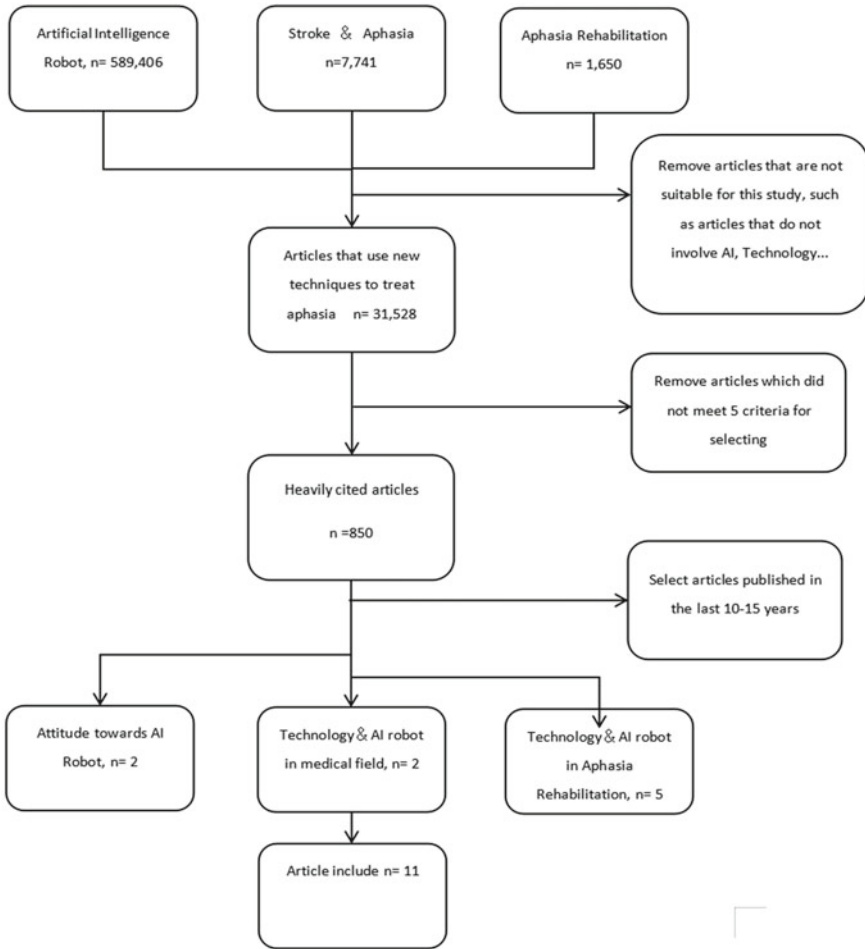 Artificial Intelligence
Robot, n= 589,406
Stroke ＆ Aphasia
n=7,741
Aphasia Rehabilitation
n= 1,650
Remove articles that are not
suitable for this study, such
as articles that do not
involve AI, Technology...
Articles that use new
techniques to treat
aphasia n= 31,528
Remove articles which did
not meet 5 criteria for
selecting
Heavily cited articles
n =850
Select articles published in
the last 10-15 years
Attitude towards AI
Robot, n= 2
Technology＆AI robot
in medical field, n= 2
Technology＆AI robot
in Aphasia
Rehabilitation, n= 5
Article include n= 11